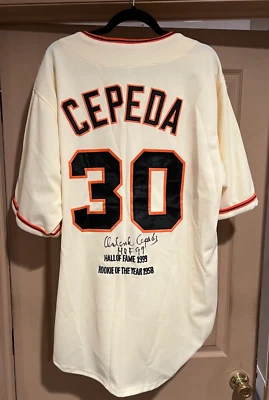 CEPEDA
30
Orlando Cepeda
HOF 99
HALL OF FAME 1999
ROOKIE OF THE YEAR 1958